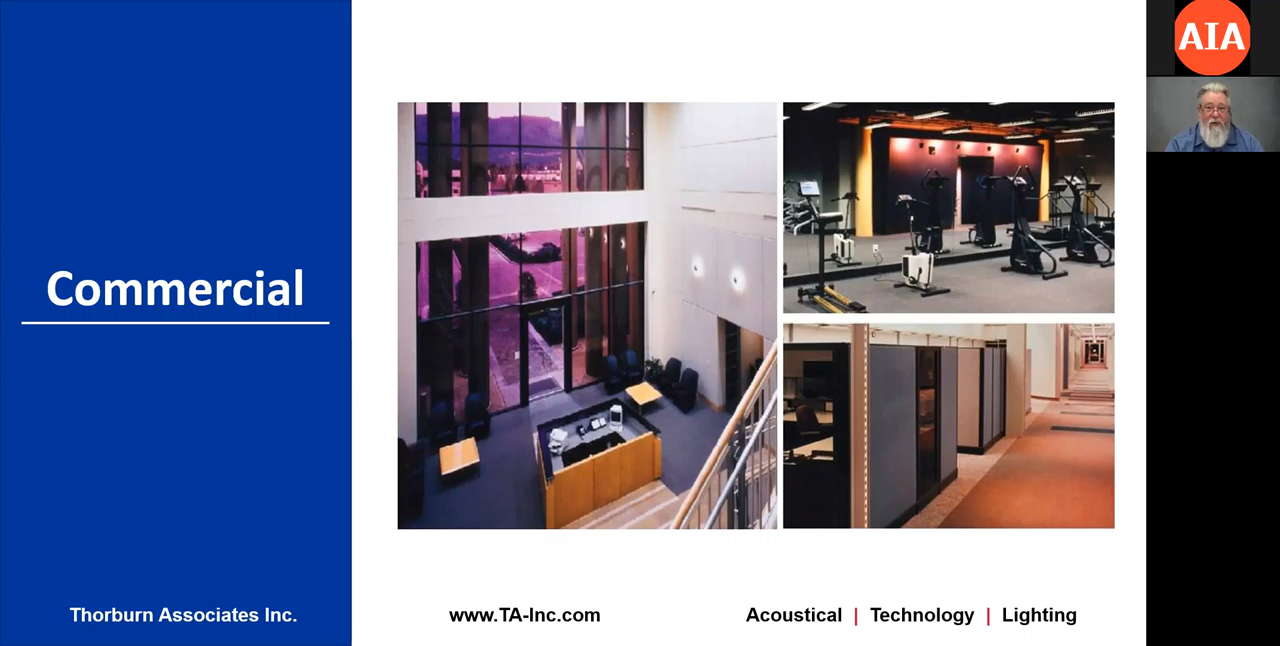 Commercial
Thorburn Associates Inc.
www.TA-Inc.com
Acoustical | Technology | Lighting
AIA